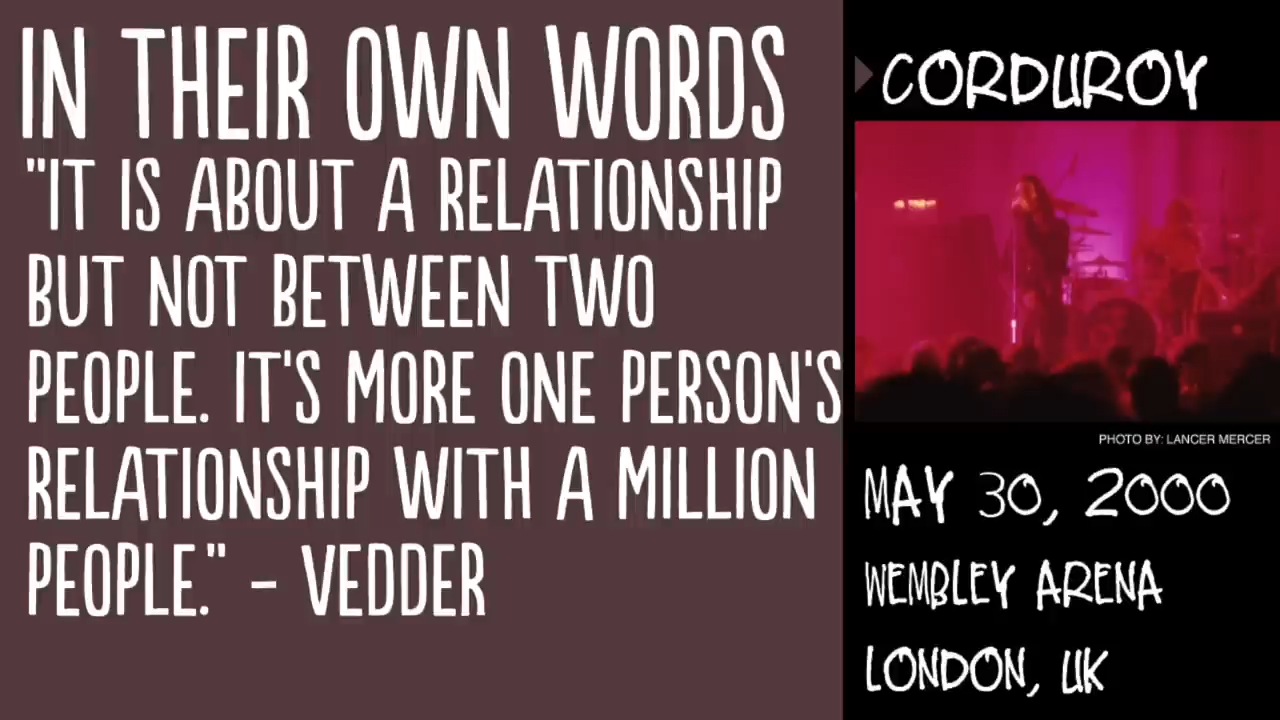 IN THEIR OWN WORDS
"IT IS ABOUT A RELATIONSHIP
BUT NOT BETWEEN TWO
PEOPLE. IT'S MORE ONE PERSON'S
RELATIONSHIP WITH A MILLION
PEOPLE." - VEDDER
CORDUROY
PHOTO BY: LANCER MERCER
MAY 30, 2000
WEMBLEY ARENA
LONDON, UK